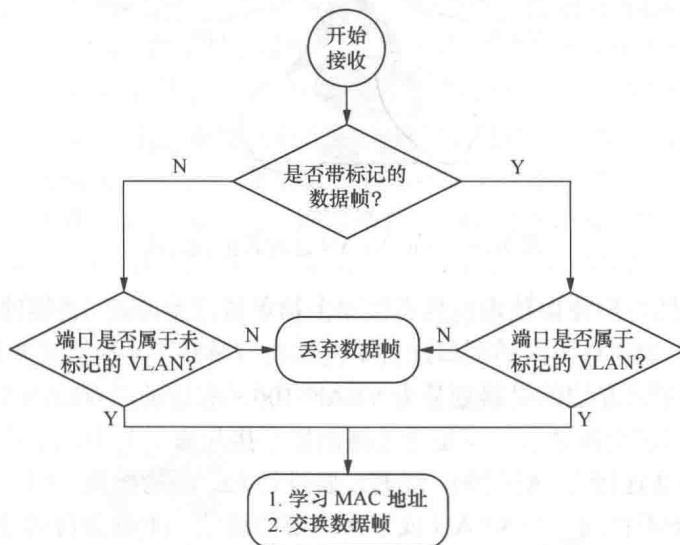 开始
接收
是否带标记的
数据帧?
N
Y
端口是否属于未
标记的 VLAN?
N
丢弃数据帧
N
端口是否属于
标记的 VLAN?
Y
Y
1. 学习 MAC 地址
2. 交换数据帧